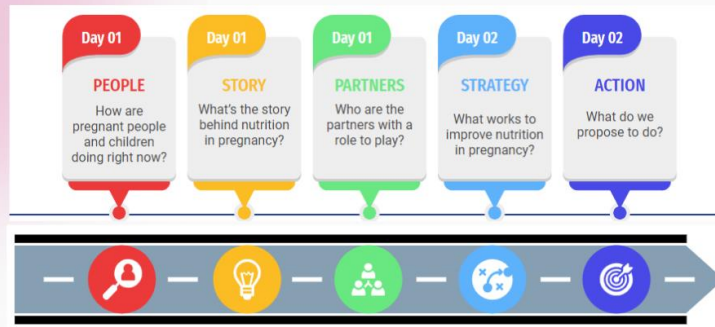 Day 01
PEOPLE
How are
pregnant people
and children
doing right now?
Day 01
STORY
What's the story
behind nutrition
in pregnancy?
Day 01
PARTNERS
Who are the
partners with a
role to play?
Day 02
STRATEGY
What works to
improve nutrition
in pregnancy?
Day 02
ACTION
What do we
propose to do?